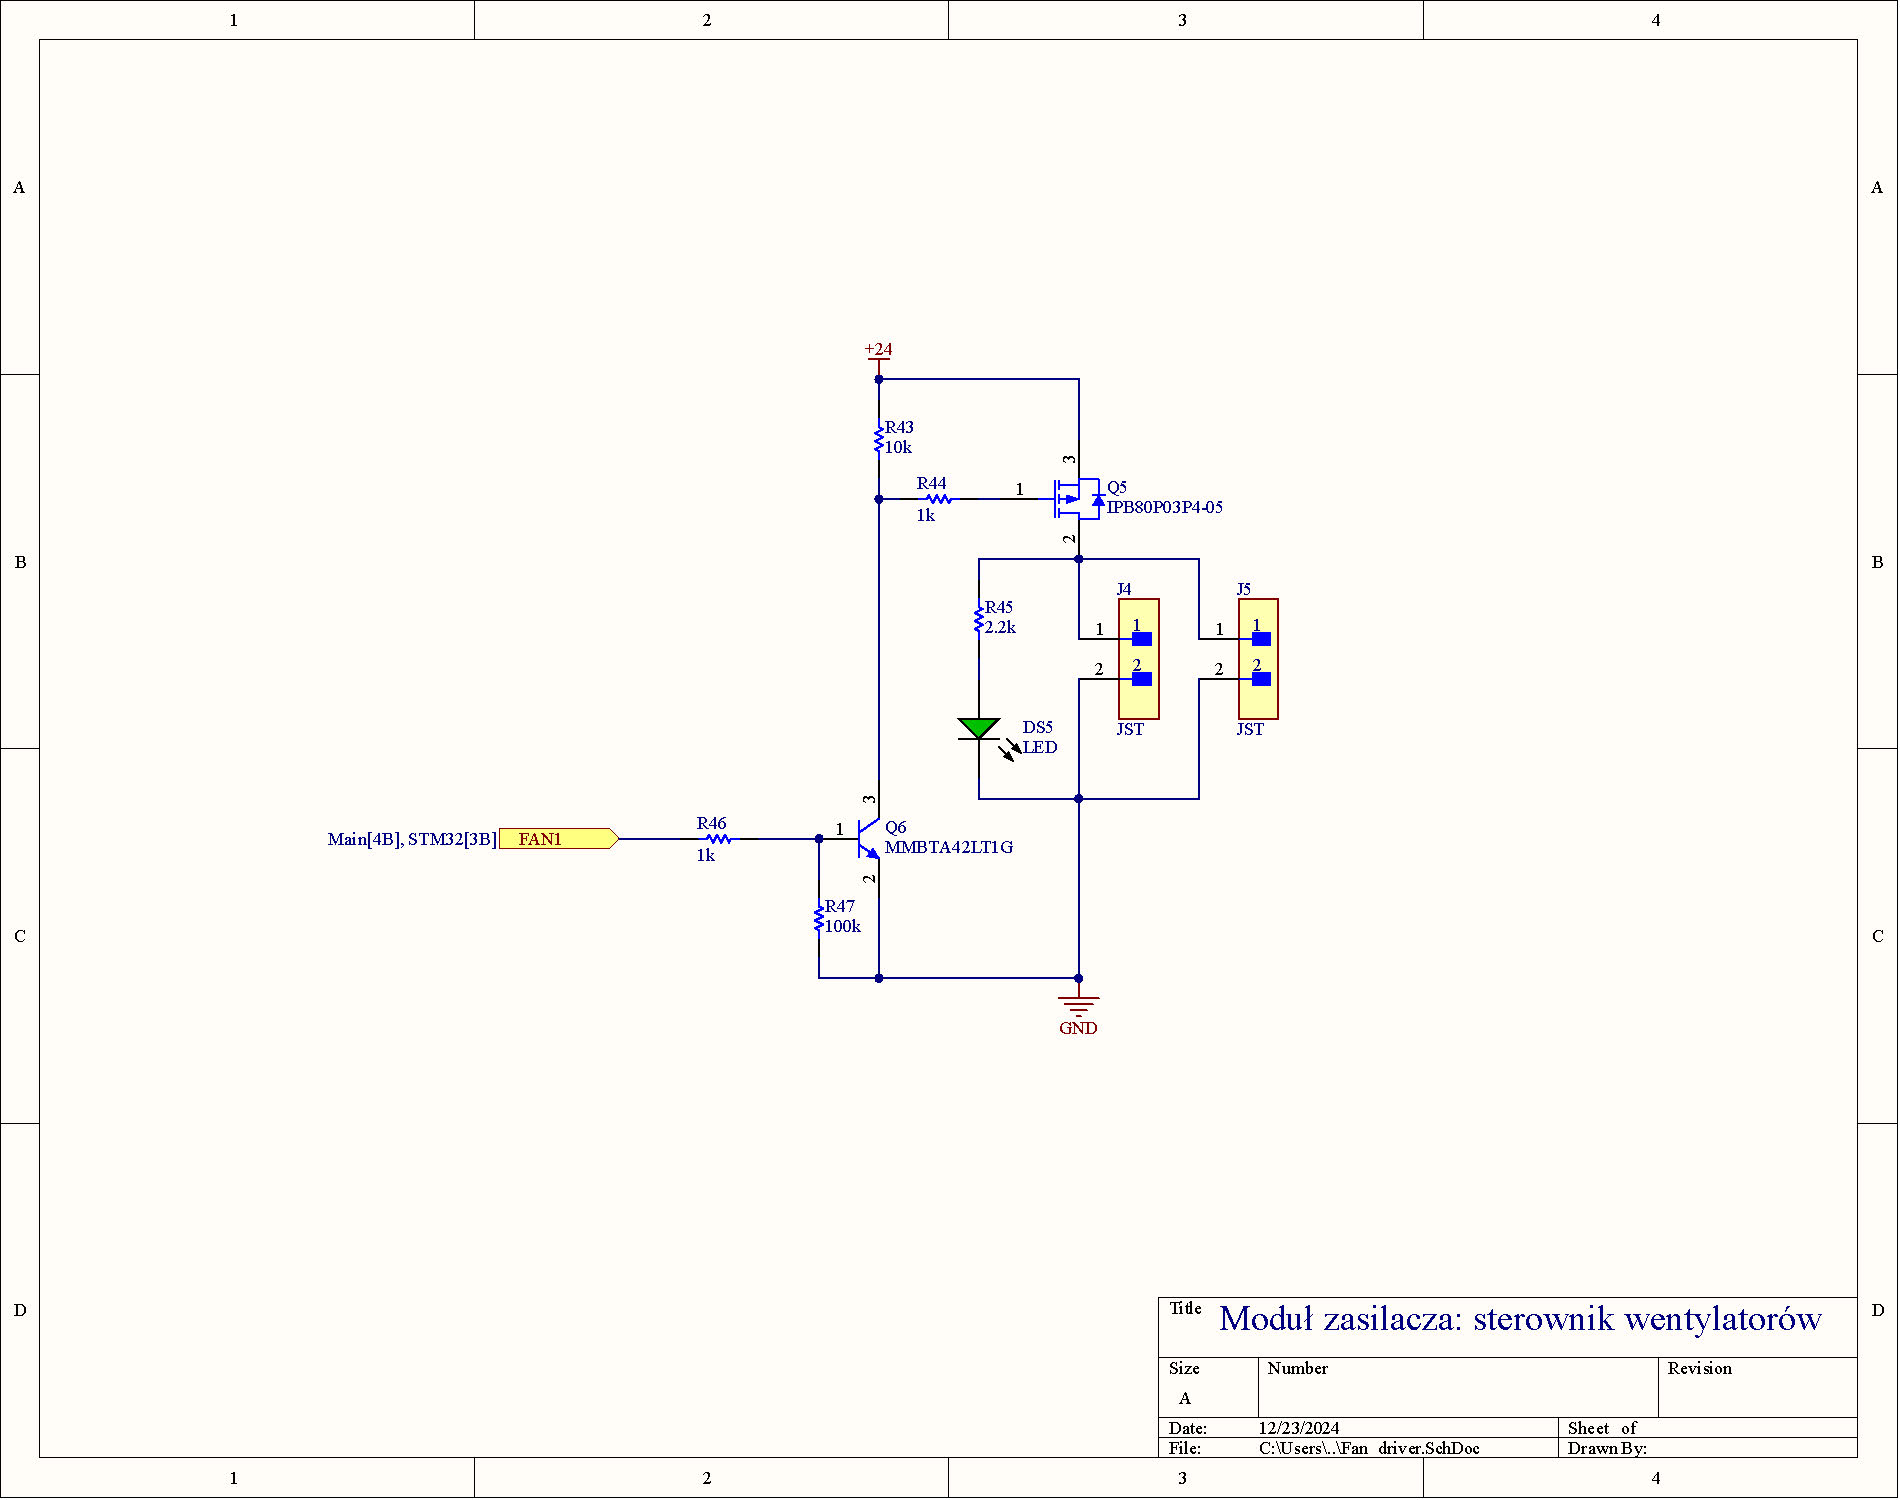 1 2 3 4
A A
+24
R43
10k
3
R44
1
Q5
1k
IPB80P03P4-05
2
B B
J4 J5
R45
2.2k
1 1 1 1
2 2 2 2
DS5
LED
JST JST
3
R46
1
Q6
Main[4B], STM32[3B] FAN1
1k
MMBTA42LT1G
2
R47
100k
C C
GND
D D
Title Moduł zasilacza: sterownik wentylatorów
Size Number Revision
A
Date: 12/23/2024 Sheet of
File: C:\Users\..\Fan driver.SchDoc Drawn By:
1 2 3 4